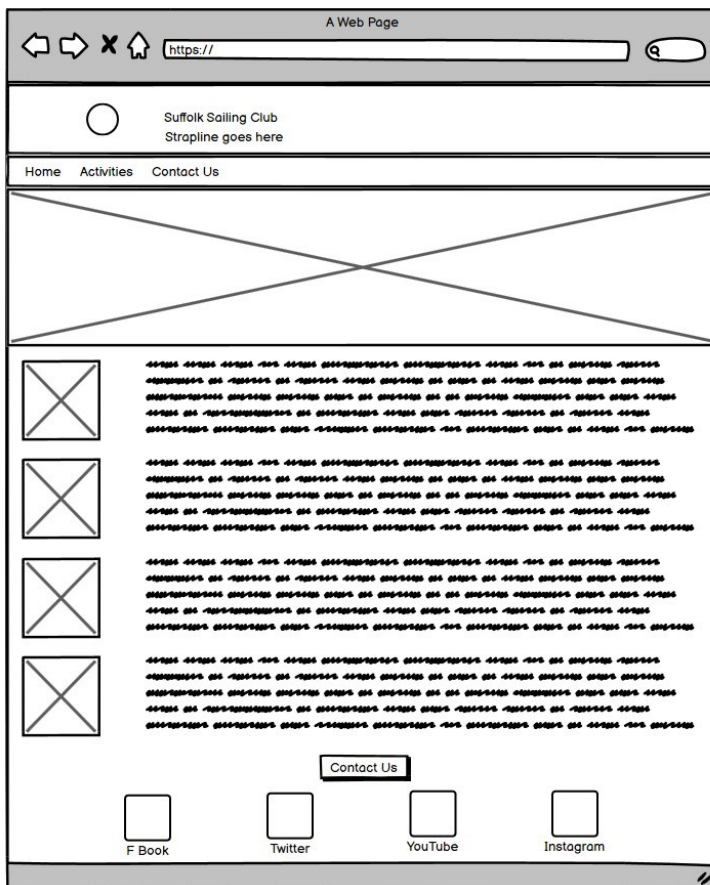 A Web Page
https://
Suffolk Sailing Club
Strapline goes here
Home Activities Contact Us
Contact Us
F Book Twitter YouTube Instagram